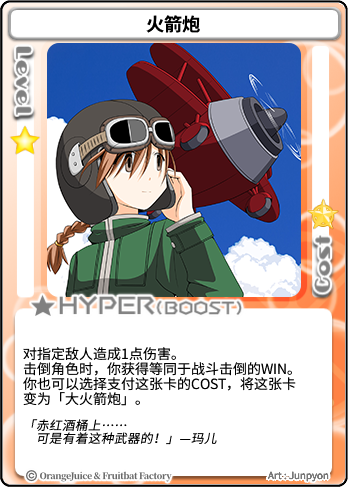 火箭炮
Level
Cost
★HYPER(BOOST)
对指定敌人造成1点伤害。
击倒角色时，你获得等同于战斗击倒的WIN。
你也可以选择支付这张卡的COST，将这张卡
变为「大火箭炮」。
「赤红酒桶上……
可是有着这种武器的！」—玛儿
© OrangeJuice & Fruitbat Factory
Art.: Junpyon